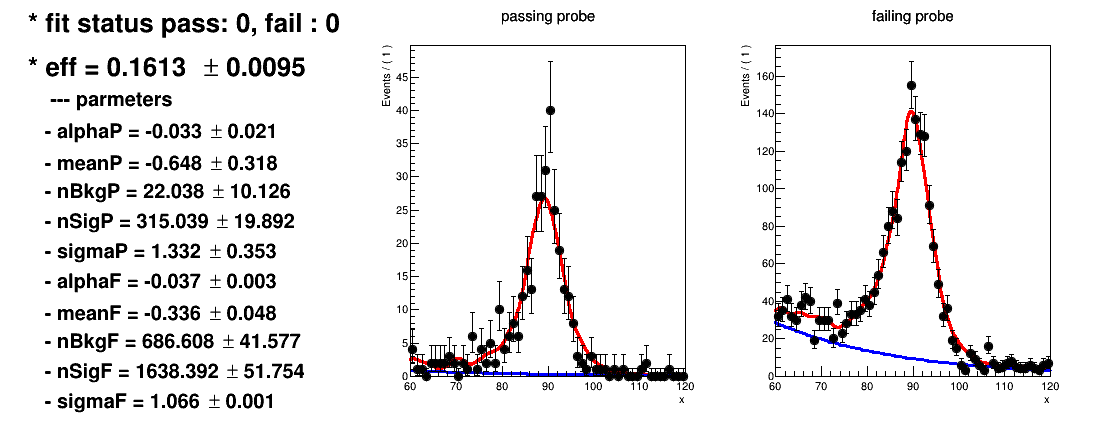 * fit status pass: 0, fail : 0
* eff = 0.1613 ± 0.0095
--- parmeters
- alphaP = -0.033 ± 0.021
- meanP = -0.648 ± 0.318
- nBkgP = 22.038 ± 10.126
- nSigP = 315.039 ± 19.892
- sigmaP = 1.332 ± 0.353
- alphaF = -0.037 ± 0.003
- meanF = -0.336 ± 0.048
- nBkgF = 686.608 ± 41.577
- nSigF = 1638.392 ± 51.754
- sigmaF = 1.066 ± 0.001
passing probe
Events / ( 1 )
45
40
35
30
25
20
15
10
5
0
60 70 80 90 100 110 120
x
failing probe
Events / ( 1 )
160
140
120
100
80
60
40
20
0
60 70 80 90 100 110 120
x